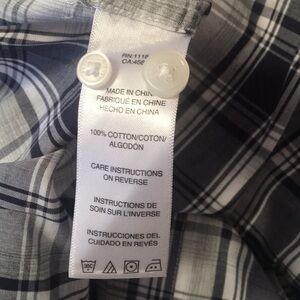 MADE IN CHINA
FABRIQUÉ EN CHINE
HECHO EN CHINA
100% COTTON/COTON/
ALGODÓN
CARE INSTRUCTIONS
ON REVERSE
INSTRUCTIONS DE
SOIN SUR L'INVERSE
INSTRUCCIONES DEL
CUIDADO EN REVÉS